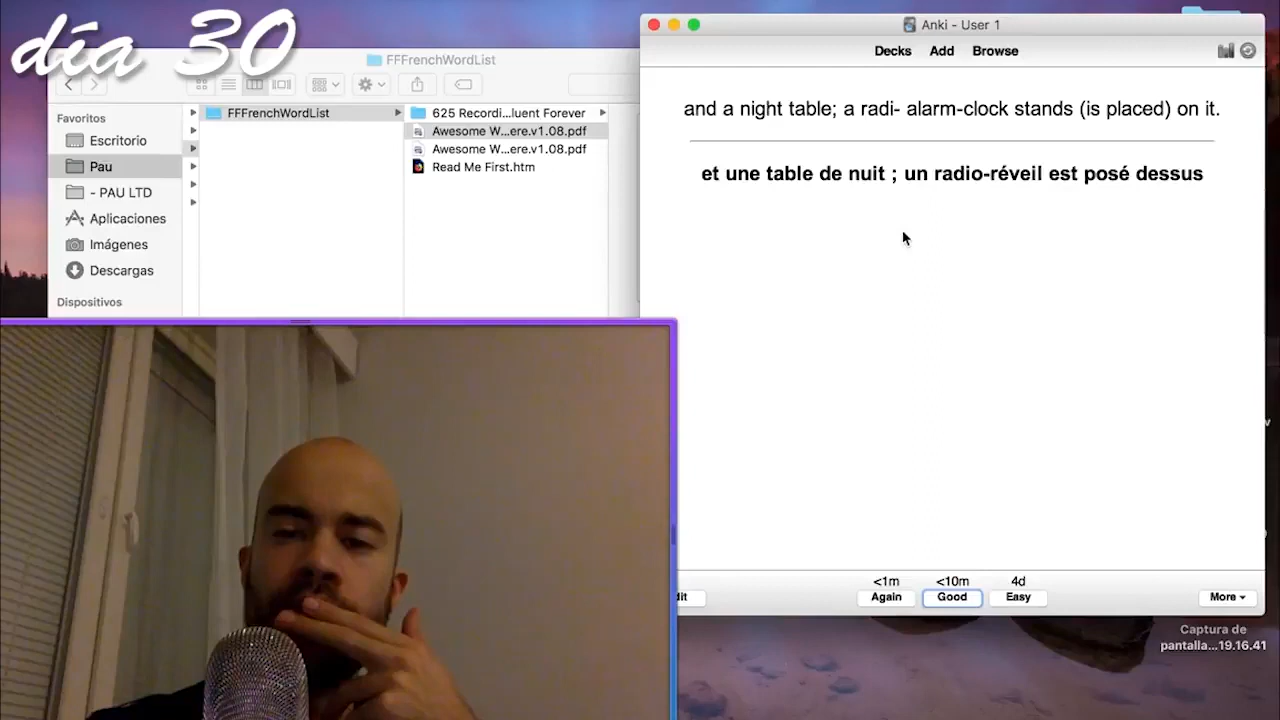 día 30
FFFrenchWordList
Favoritos
Escritorio
Pau
- PAU LTD
Aplicaciones
Imágenes
Descargas
Dispositivos
FFFrenchWordList
625 Recordi...luent Forever
Awesome W...ere.v1.08.pdf
Awesome W...ere.v1.08.pdf
Read Me First.htm
Anki - User 1
Decks Add Browse
and a night table; a radi- alarm-clock stands (is placed) on it.
et une table de nuit ; un radio-réveil est posé dessus
<1m <10m 4d
dit Again Good Easy More
Captura de
pantalla...19.16.41